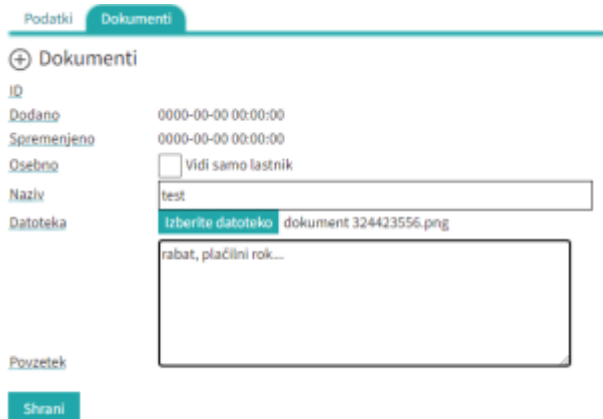 Podatki Dokumenti
Dokumenti
ID
Dodano 0000-00-00 00:00:00
Spremenjeno 0000-00-00 00:00:00
Osebno Vidi samo lastnik
Naziv test
Datoteka Izberite datoteko dokument 324423556.png
rabat, plačilni rok...
Povzetek
Shrani